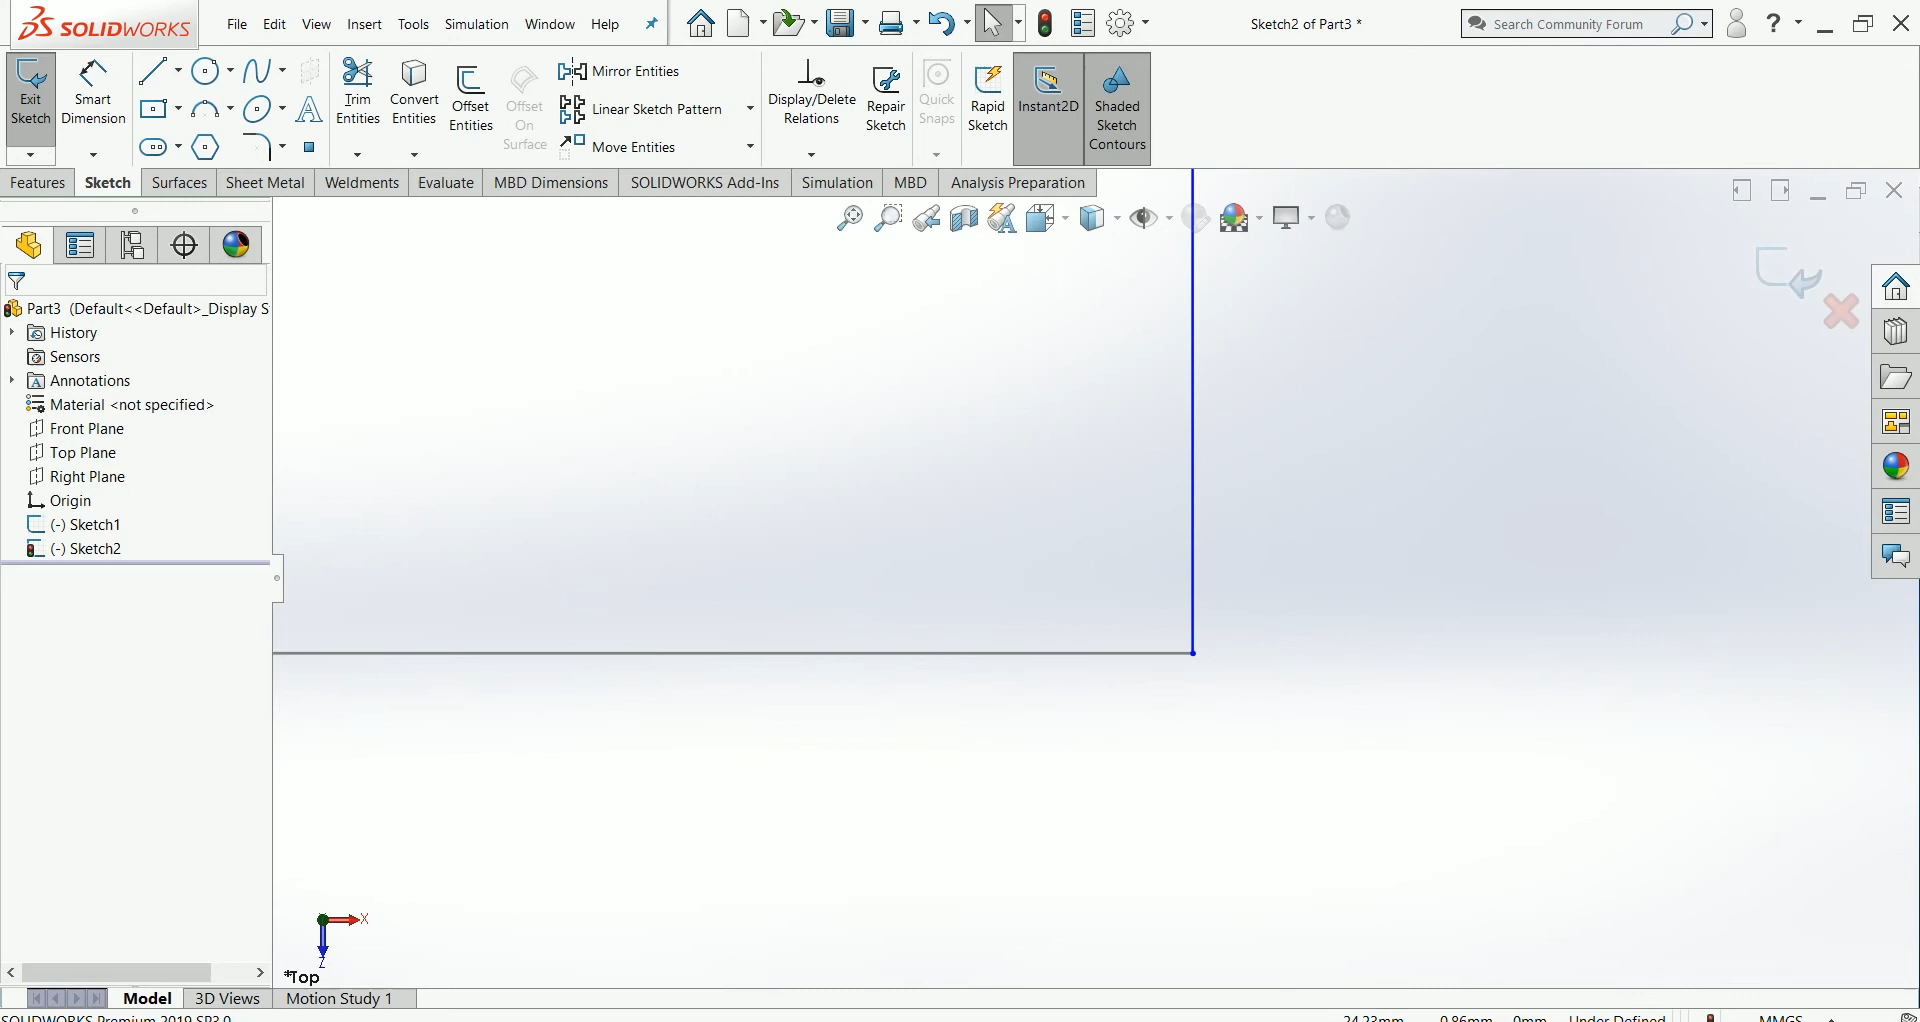 SOLIDWORKS File Edit View Insert Tools Simulation Window Help Sketch2 of Part3 * Search Community Forum ?
Exit Sketch
Smart Dimension
Trim Entities
Convert Entities
Offset Entities
Offset On Surface
Mirror Entities
Linear Sketch Pattern
Move Entities
Display/Delete Relations
Repair Sketch
Quick Snaps
Rapid Sketch
Instant2D
Shaded Sketch Contours
Features Sketch Surfaces Sheet Metal Weldments Evaluate MBD Dimensions SOLIDWORKS Add-Ins Simulation MBD Analysis Preparation
Part3 (Default<<Default>_Display S
History
Sensors
Annotations
Material <not specified>
Front Plane
Top Plane
Right Plane
Origin
(-) Sketch1
(-) Sketch2
X
Z
*Top
Model 3D Views Motion Study 1
SOLIDWORKS Premium 2019 SP3.0 24.23mm 0.86mm 0mm Under Defined MMGS